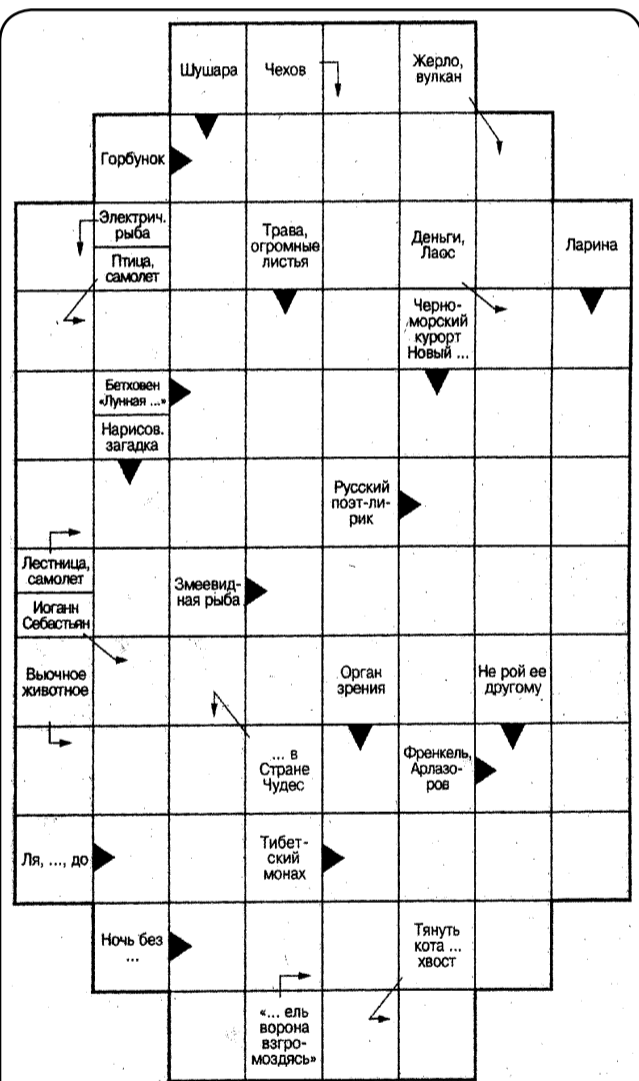 Шушара
Чехов
Жерло,
вулкан
Горбунок
Электрич.
рыба
Птица,
самолет
Трава,
огромные
листья
Деньги,
Лаос
Ларина
Черно-
морский
курорт
Новый ...
Бетховен
«Лунная ...»
Нарисов.
загадка
Русский
поэт-ли-
рик
Лестница,
самолет
Иоганн
Себастьян
Змеевид-
ная рыба
Вьючное
животное
Орган
зрения
Не рой ее
другому
... в
Стране
Чудес
Френкель,
Арлазо-
ров
Ля, ..., до
Тибет-
ский
монах
Ночь без
...
Тянуть
кота ...
хвост
«... ель
ворона
взгро-
моздясь»